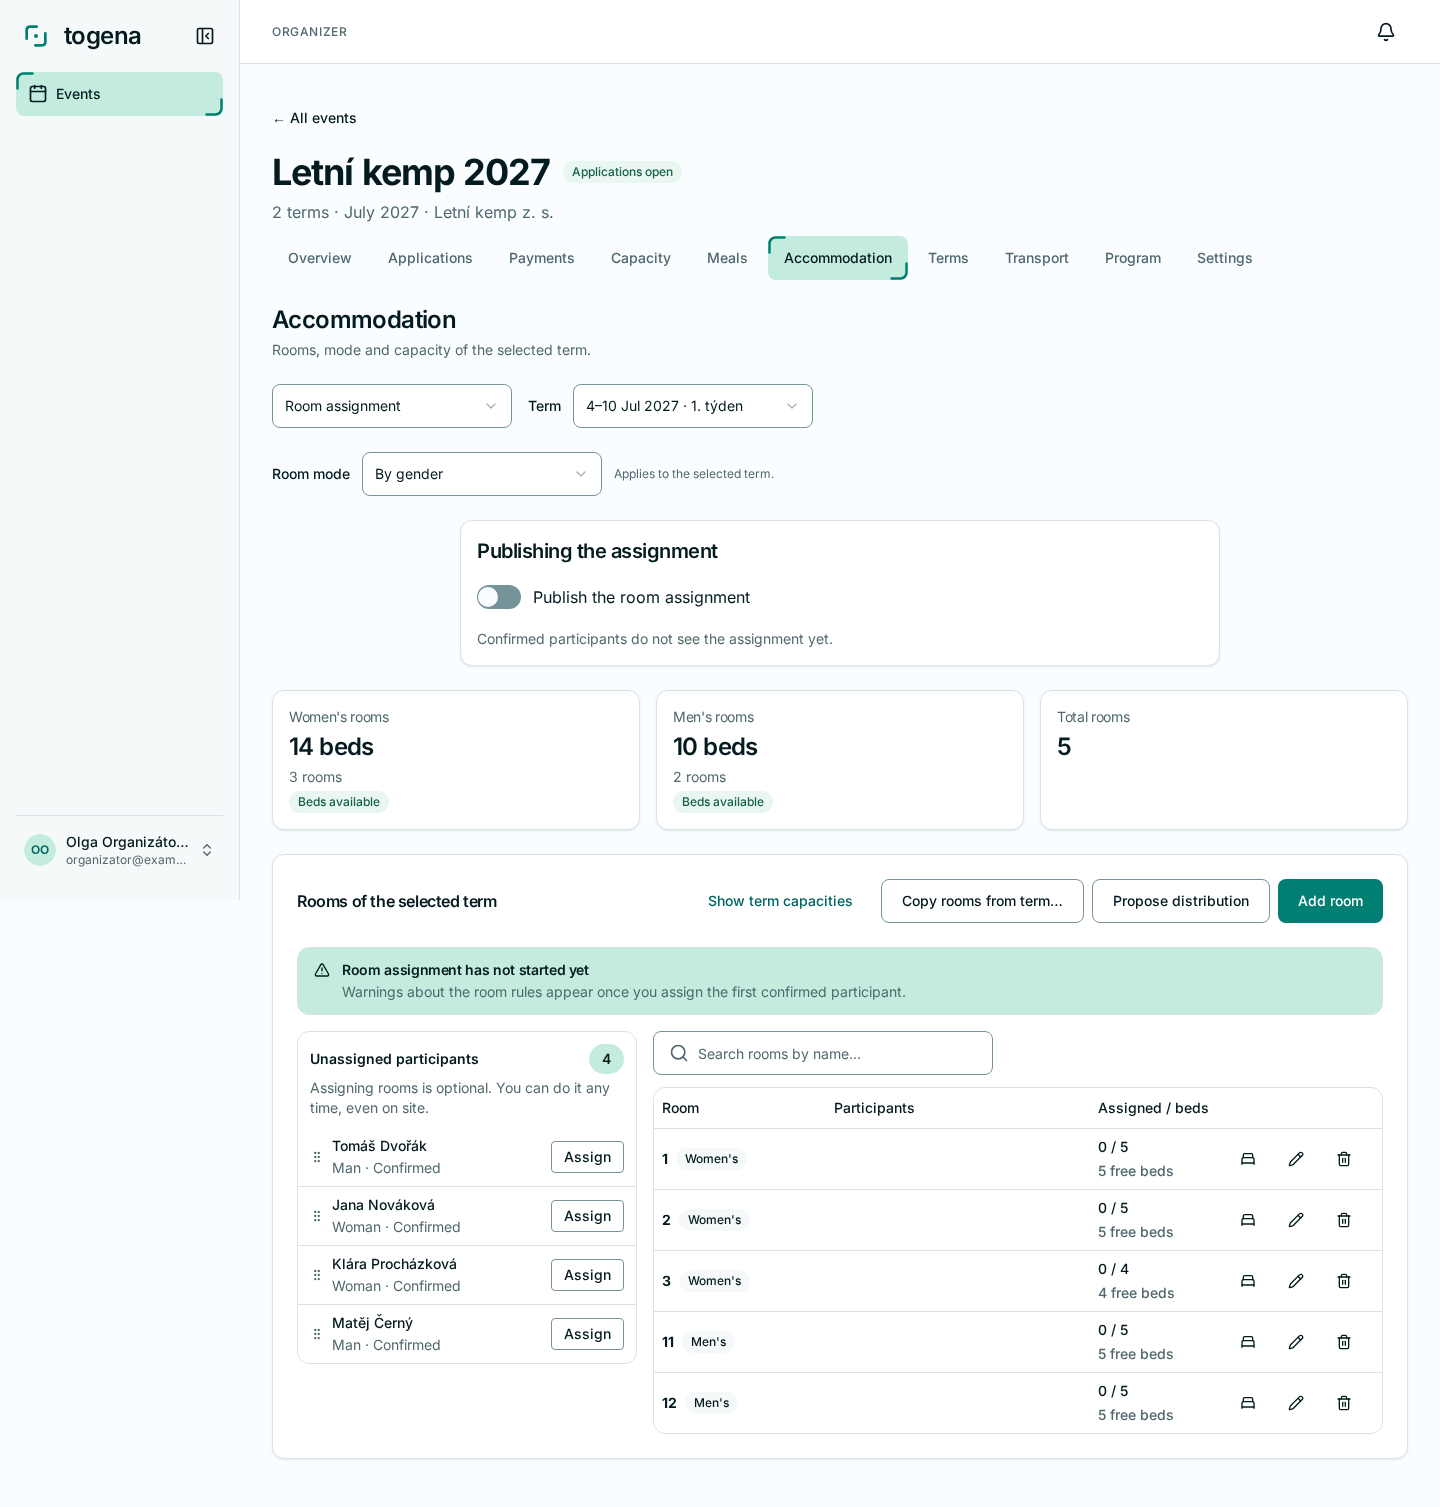 togena
ORGANIZER
Events
← All events
Letní kemp 2027
Applications open
2 terms · July 2027 · Letní kemp z. s.
Overview
Applications
Payments
Capacity
Meals
Accommodation
Terms
Transport
Program
Settings
Accommodation
Rooms, mode and capacity of the selected term.
Room assignment
Term
4–10 Jul 2027 · 1. týden
Room mode
By gender
Applies to the selected term.
Publishing the assignment
Publish the room assignment
Confirmed participants do not see the assignment yet.
Women's rooms
14 beds
3 rooms
Beds available
Men's rooms
10 beds
2 rooms
Beds available
Total rooms
5
OO
Olga Organizáto...
organizator@exam...
Rooms of the selected term
Show term capacities
Copy rooms from term...
Propose distribution
Add room
Room assignment has not started yet
Warnings about the room rules appear once you assign the first confirmed participant.
Unassigned participants
4
Assigning rooms is optional. You can do it any
time, even on site.
Tomáš Dvořák
Man · Confirmed
Assign
Jana Nováková
Woman · Confirmed
Assign
Klára Procházková
Woman · Confirmed
Assign
Matěj Černý
Man · Confirmed
Assign
Search rooms by name...
Room
Participants
Assigned / beds
1
Women's
0 / 5
5 free beds
2
Women's
0 / 5
5 free beds
3
Women's
0 / 4
4 free beds
11
Men's
0 / 5
5 free beds
12
Men's
0 / 5
5 free beds